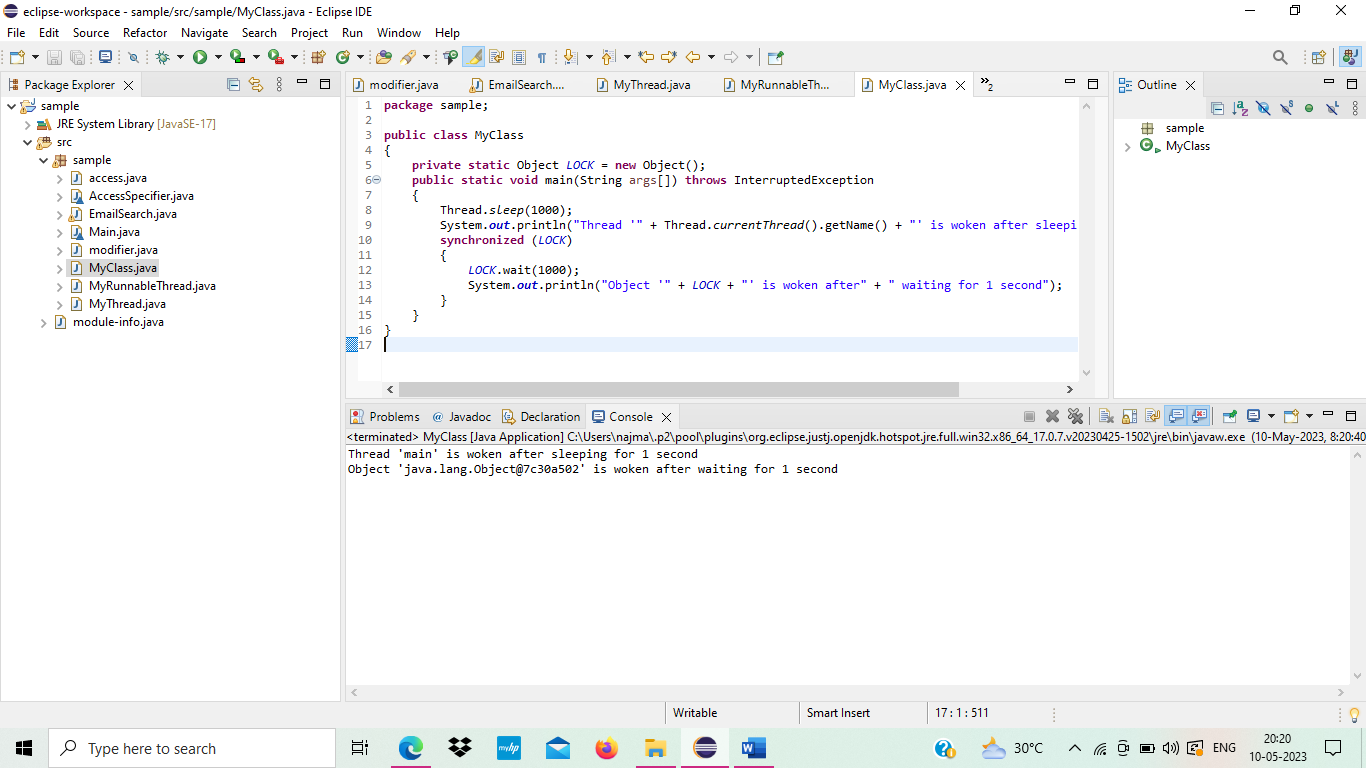 eclipse-workspace - sample/src/sample/MyClass.java - Eclipse IDE
File Edit Source Refactor Navigate Search Project Run Window Help
Package Explorer
sample
JRE System Library [JavaSE-17]
src
sample
access.java
AccessSpecifier.java
EmailSearch.java
Main.java
modifier.java
MyClass.java
MyRunnableThread.java
MyThread.java
module-info.java
modifier.java EmailSearch.... MyThread.java MyRunnableTh... MyClass.java »2
1 package sample;
2
3 public class MyClass
4 {
5 private static Object LOCK = new Object();
6 public static void main(String args[]) throws InterruptedException
7 {
8 Thread.sleep(1000);
9 System.out.println("Thread '" + Thread.currentThread().getName() + "' is woken after sleepi
10 synchronized (LOCK)
11 {
12 LOCK.wait(1000);
13 System.out.println("Object '" + LOCK + "' is woken after" + " waiting for 1 second");
14 }
15 }
16 }
17
Outline
sample
MyClass
Problems @ Javadoc Declaration Console
<terminated> MyClass [Java Application] C:\Users\najma\.p2\pool\plugins\org.eclipse.justj.openjdk.hotspot.jre.full.win32.x86_64_17.0.7.v20230425-1502\jre\bin\javaw.exe (10-May-2023, 8:20:40
Thread 'main' is woken after sleeping for 1 second
Object 'java.lang.Object@7c30a502' is woken after waiting for 1 second
Writable Smart Insert 17 : 1 : 511
Type here to search
myhp
30°C
ENG
20:20
10-05-2023